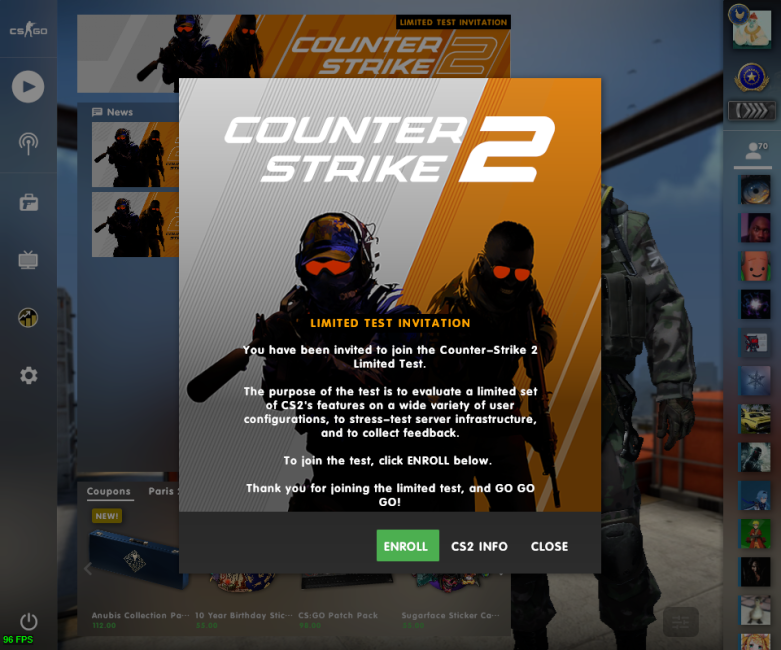 CS GO
LIMITED TEST INVITATION
COUNTER
STRIKE 2
News
COUNTER
STRIKE 2
LIMITED TEST INVITATION
You have been invited to join the Counter-Strike 2
Limited Test.
The purpose of the test is to evaluate a limited set
of CS2's features on a wide variety of user
configurations, to stress-test server infrastructure,
and to collect feedback.
To join the test, click ENROLL below.
Thank you for joining the limited test, and GO GO
GO!
ENROLL
CS2 INFO
CLOSE
70
Coupons
Paris
NEW!
Anubis Collection Pa...
10 Year Birthday Stic...
CS:GO Patch Pack
Sugarface Sticker Co...
96 FPS